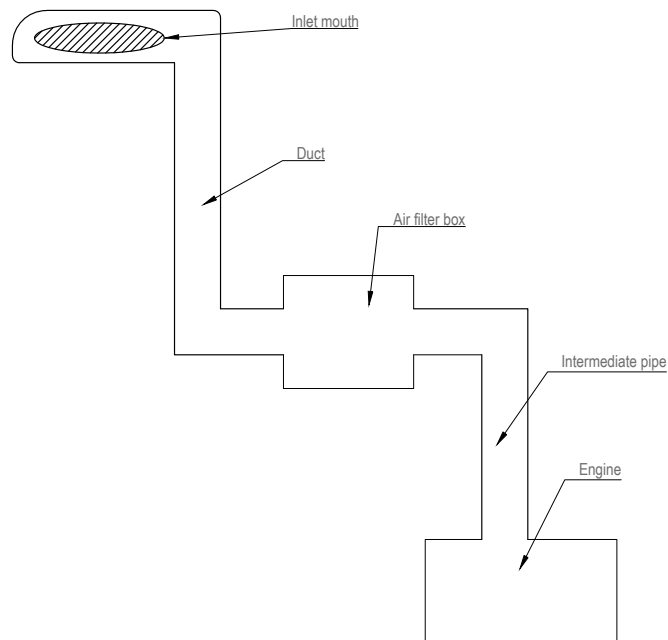 Inlet mouth
Duct
Air filter box
Intermediate pipe
Engine